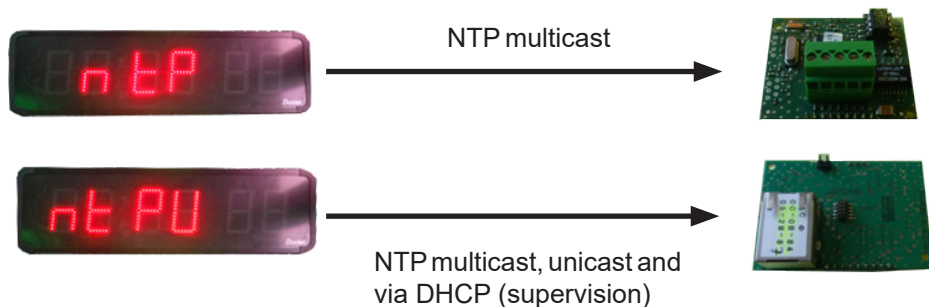 ntP
NTP multicast
ntPU
NTP multicast, unicast and
via DHCP (supervision)